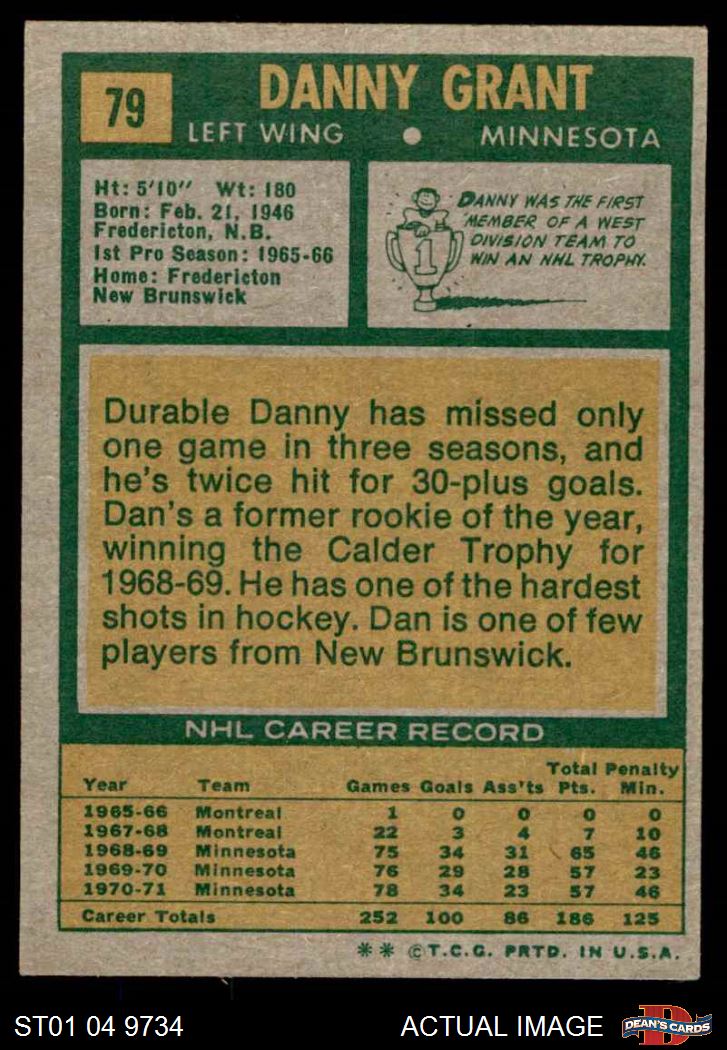 79
DANNY GRANT
LEFT WING • MINNESOTA
Ht: 5'10" Wt: 180
Born: Feb. 21, 1946
Fredericton, N.B.
1st Pro Season: 1965-66
Home: Fredericton
New Brunswick
1
DANNY WAS THE FIRST
MEMBER OF A WEST
DIVISION TEAM TO
WIN AN NHL TROPHY.
Durable Danny has missed only
one game in three seasons, and
he's twice hit for 30-plus goals.
Dan's a former rookie of the year,
winning the Calder Trophy for
1968-69. He has one of the hardest
shots in hockey. Dan is one of few
players from New Brunswick.
NHL CAREER RECORD
Total Penalty
Year Team Games Goals Ass'ts Pts. Min.
1965-66 Montreal 1 0 0 0 0
1967-68 Montreal 22 3 4 7 10
1968-69 Minnesota 75 34 31 65 46
1969-70 Minnesota 76 29 28 57 23
1970-71 Minnesota 78 34 23 57 46
Career Totals 252 100 86 186 125
** © T.C.G. PRTD. IN U.S.A.
ST01 04 9734 ACTUAL IMAGE
D
DEAN'S CARDS